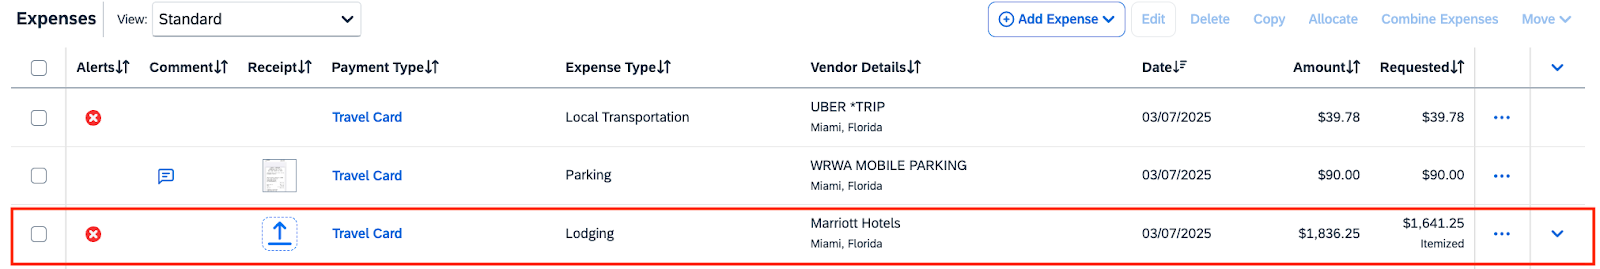 Expenses View: Standard Add Expense Edit Delete Copy Allocate Combine Expenses Move
Alerts Comment Receipt Payment Type Expense Type Vendor Details Date Amount Requested
Travel Card Local Transportation UBER *TRIP 03/07/2025 $39.78 $39.78
Miami, Florida
Travel Card Parking WRWA MOBILE PARKING 03/07/2025 $90.00 $90.00
Miami, Florida
Travel Card Lodging Marriott Hotels 03/07/2025 $1,836.25 $1,641.25
Miami, Florida Itemized